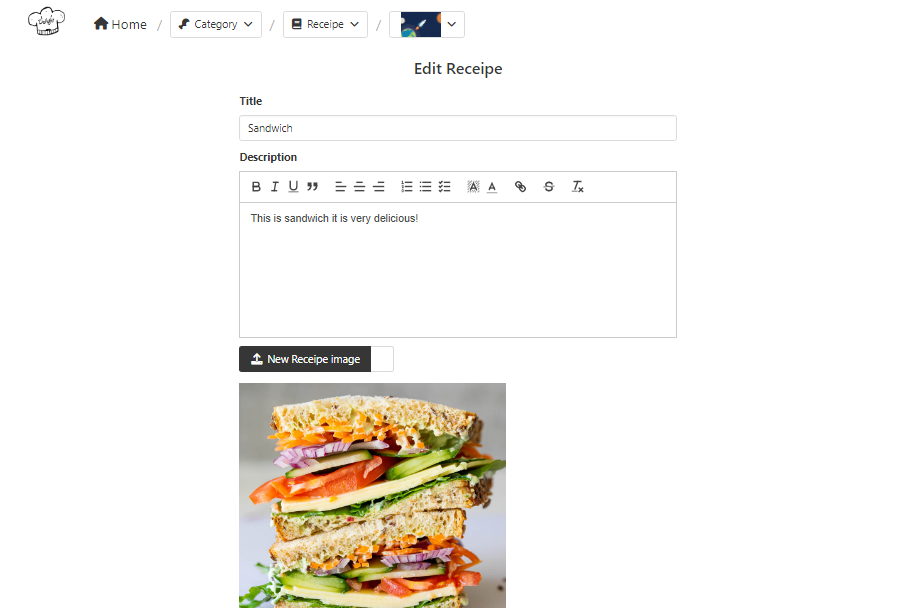 Home / Category / Receipe /
Edit Receipe
Title
Sandwich
Description
This is sandwich it is very delicious!
New Receipe image